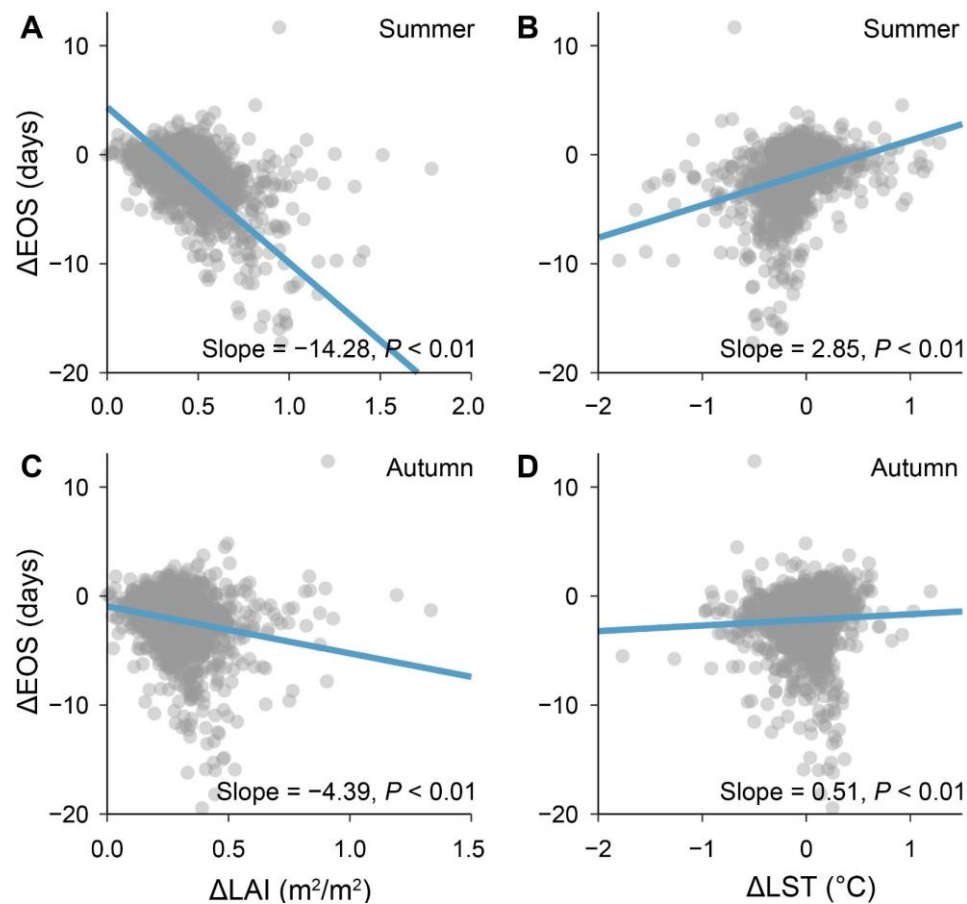 A
Summer
ΔEOS (days)
10
0
−10
−20
Slope = −14.28, P < 0.01
0.0
0.5
1.0
1.5
2.0
B
Summer
10
0
−10
−20
Slope = 2.85, P < 0.01
−2
−1
0
1
C
Autumn
ΔEOS (days)
10
0
−10
−20
Slope = −4.39, P < 0.01
0.0
0.5
1.0
1.5
ΔLAI (m²/m²)
D
Autumn
10
0
−10
−20
Slope = 0.51, P < 0.01
−2
−1
0
1
ΔLST (°C)